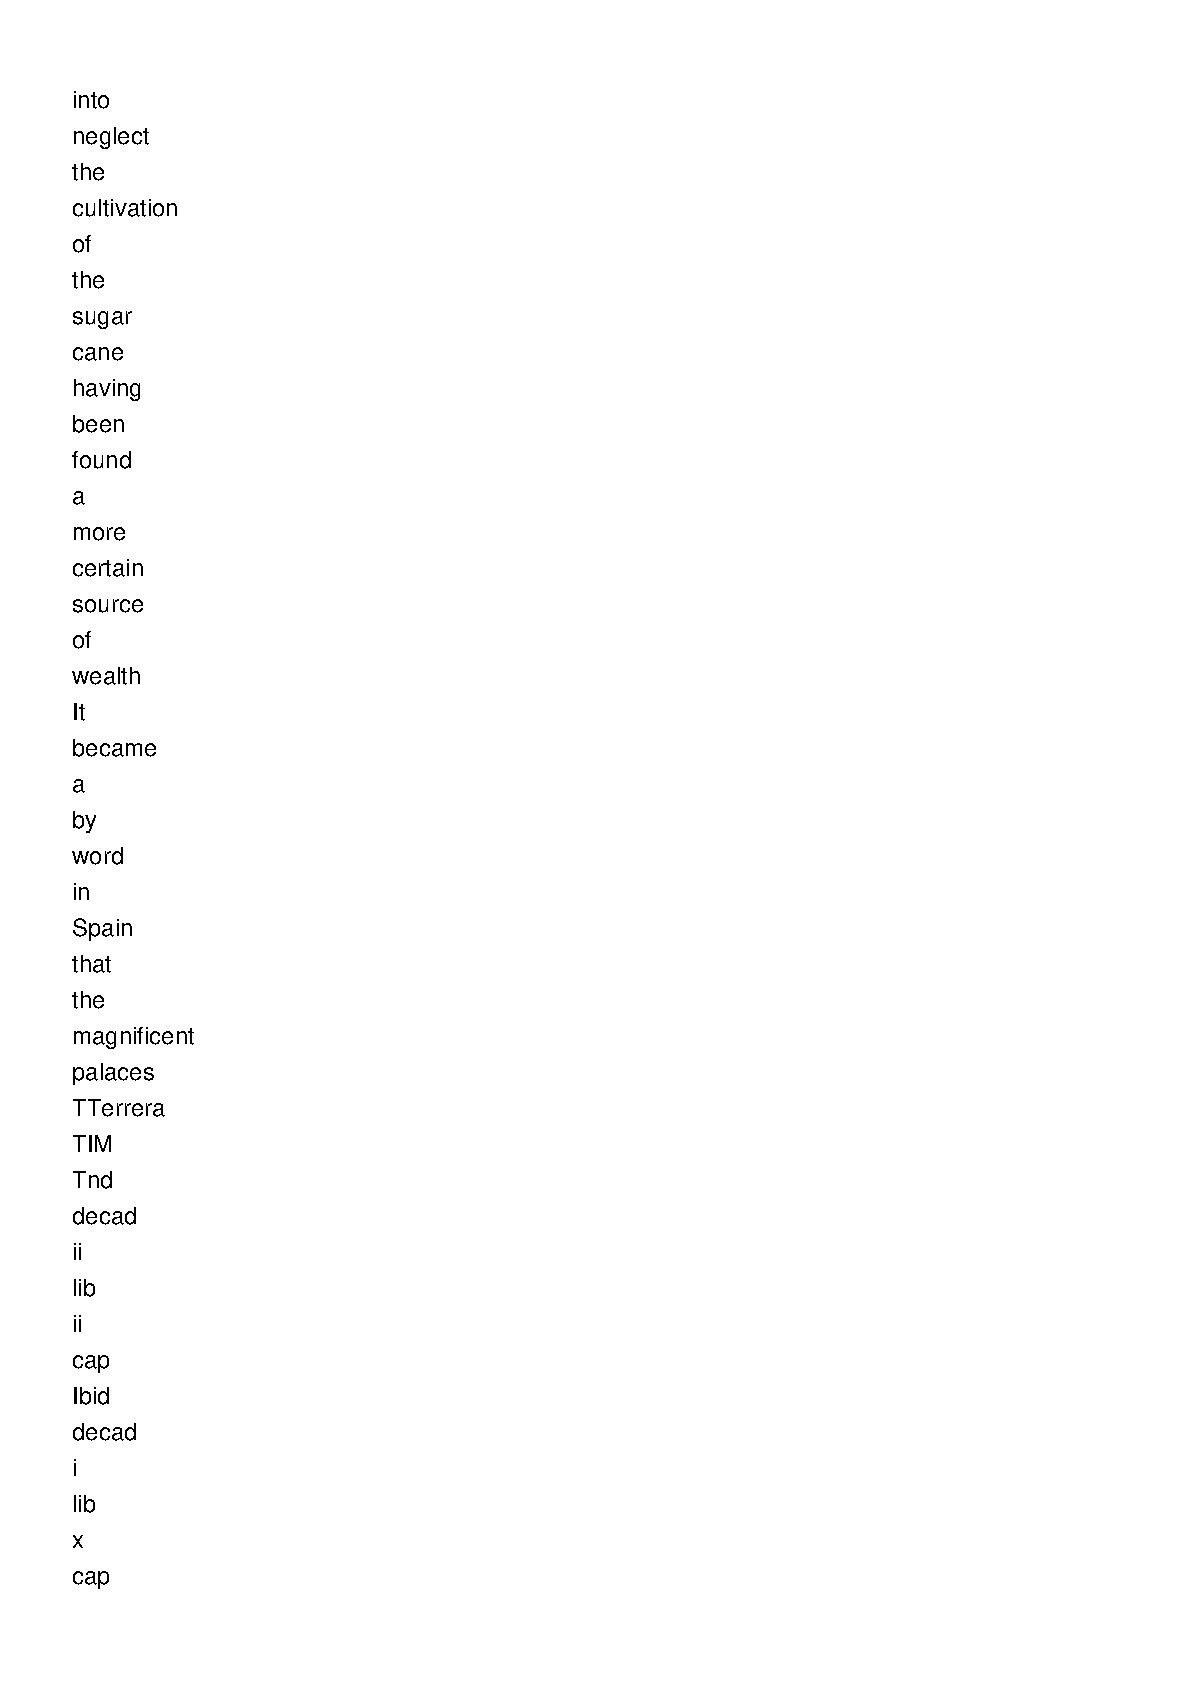 into
neglect
the
cultivation
of
the
sugar
cane
having
been
found
a
more
certain
source
of
wealth
It
became
a
by
word
in
Spain
that
the
magnificent
palaces
TTerrera
TIM
Tnd
decad
ii
lib
ii
cap
Ibid
decad
i
lib
x
cap